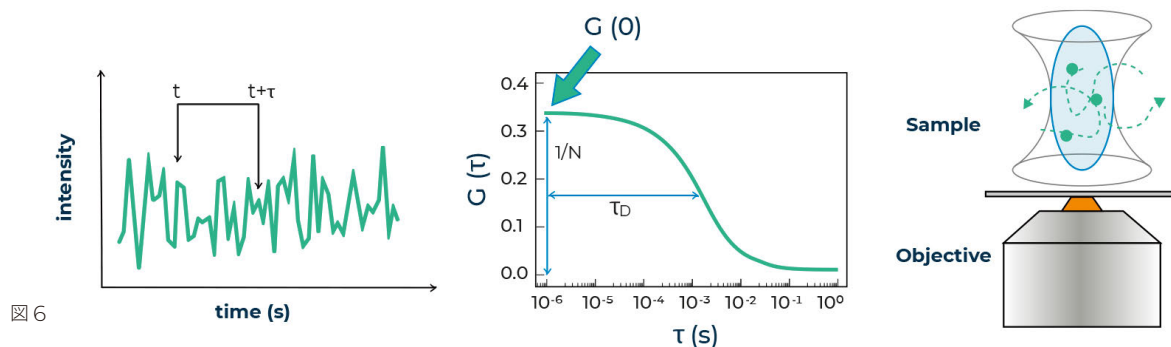 t
t+τ
intensity
time (s)
図 6
G (0)
0.4
0.3
0.2
0.1
0.0
G (τ)
1/N
τD
10⁻⁶
10⁻⁵
10⁻⁴
10⁻³
10⁻²
10⁻¹
10⁰
τ (s)
Sample
Objective